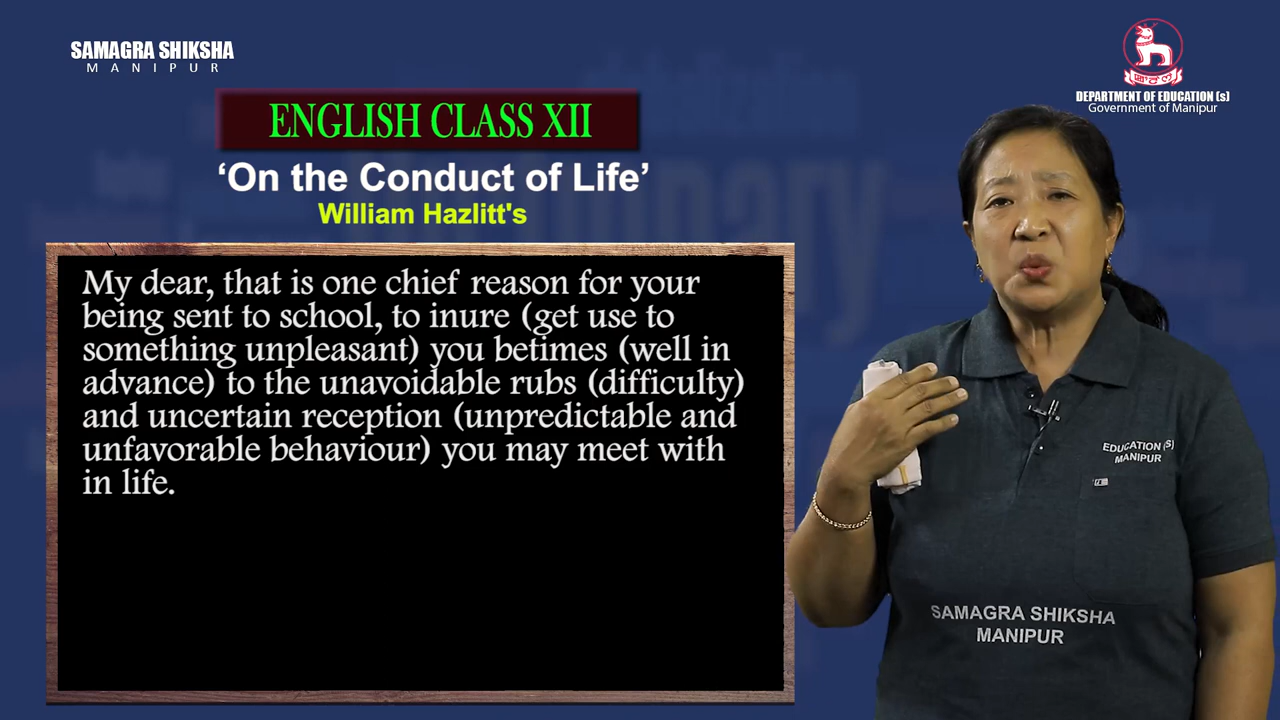 SAMAGRA SHIKSHA
MANIPUR
DEPARTMENT OF EDUCATION (S)
Government of Manipur
ENGLISH CLASS XII
‘On the Conduct of Life’
William Hazlitt's
My dear, that is one chief reason for your
being sent to school, to inure (get use to
something unpleasant) you betimes (well in
advance) to the unavoidable rubs (difficulty)
and uncertain reception (unpredictable and
unfavorable behaviour) you may meet with
in life.
EDUCATION (S)
MANIPUR
SAMAGRA SHIKSHA
MANIPUR